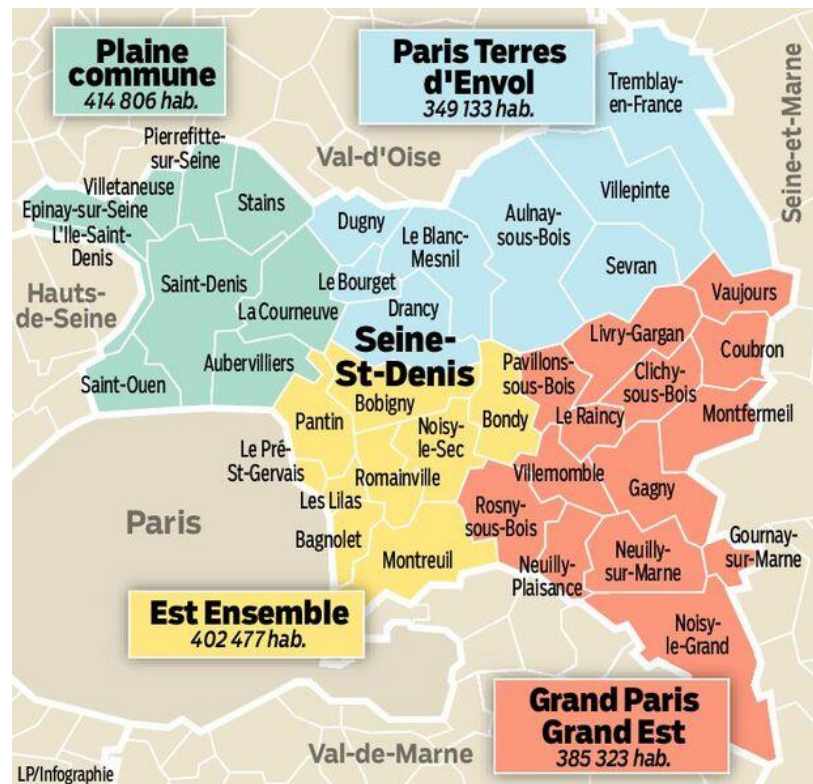 Plaine
commune
414 806 hab.
Paris Terres
d'Envol
349 133 hab.
Tremblay-
en-France
Seine-et-Marne
Pierrefitte-
sur-Seine
Val-d'Oise
Villetaneuse
Epinay-sur-Seine
L'Ile-Saint-
Denis
Stains
Dugny
Le Blanc-
Mesnil
Aulnay-
sous-Bois
Villepinte
Hauts-
de-Seine
Saint-Denis
La Courneuve
Le Bourget
Drancy
Sevran
Vaujours
Seine-
St-Denis
Livry-Gargan
Coubron
Saint-Ouen
Aubervilliers
Pavillons-
sous-Bois
Clichy-
sous-Bois
Bobigny
Pantin
Noisy-
le-Sec
Bondy
Le Raincy
Montfermeil
Le Pré-
St-Gervais
Romainville
Villemomble
Gagny
Paris
Les Lilas
Rosny-
sous-Bois
Bagnolet
Montreuil
Neuilly-
Plaisance
Neuilly-
sur-Marne
Gournay-
sur-Marne
Est Ensemble
402 477 hab.
Noisy-
le-Grand
Grand Paris
Grand Est
385 323 hab.
Val-de-Marne
LP/Infographie